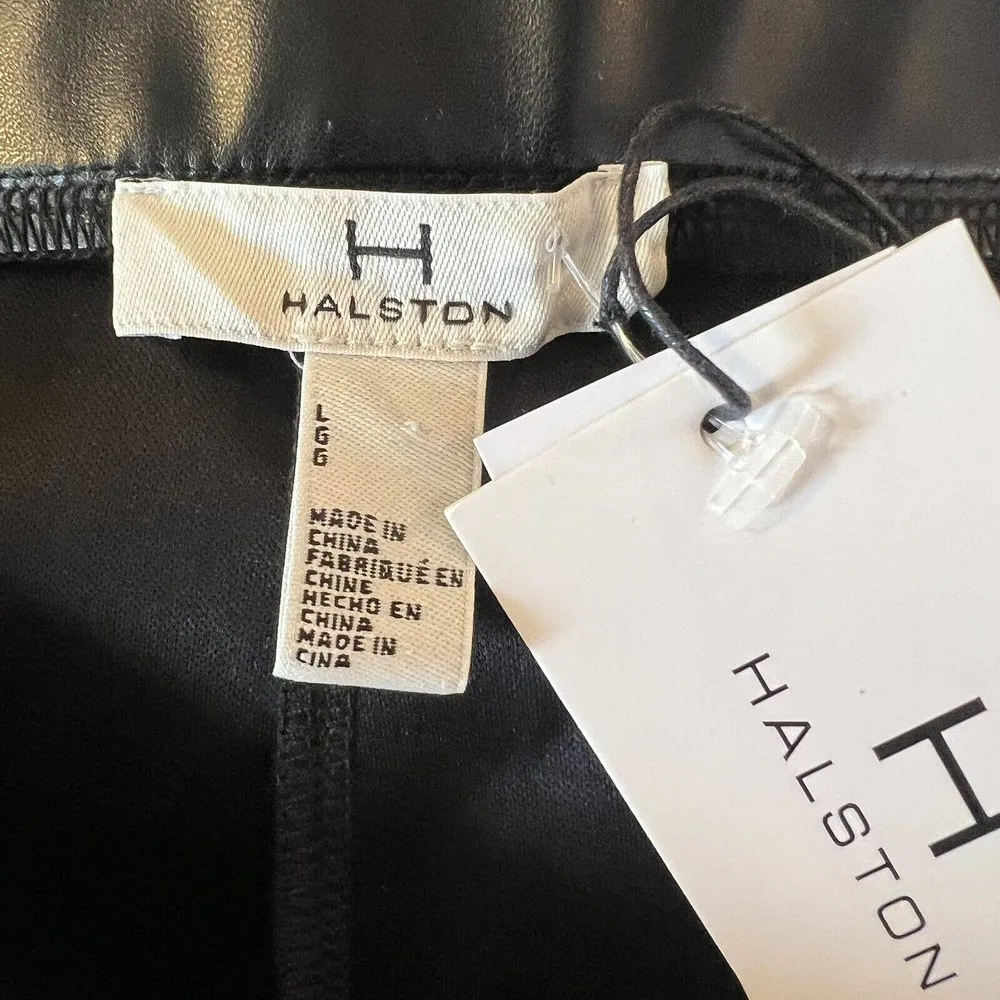 H
HALSTON
L
G
G
MADE IN
CHINA
FABRIQUÉ EN
CHINE
HECHO EN
CHINA
MADE IN
CINA
H
HALSTON